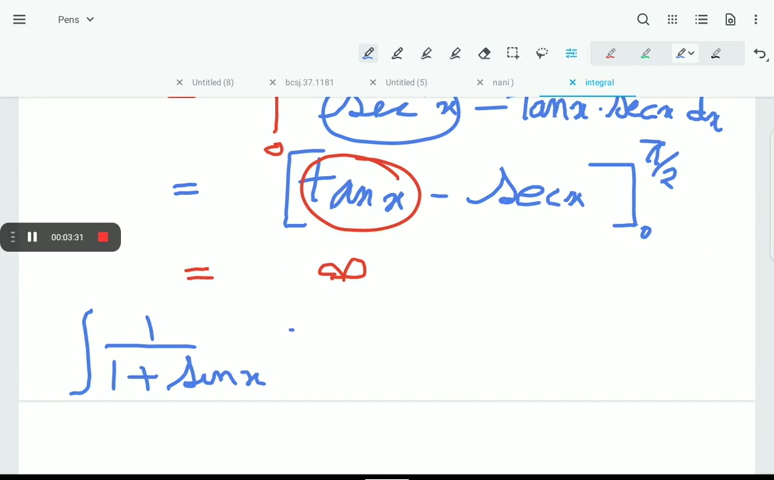 Pens
Untitled (8) bcsj.37.1181 Untitled (5) nani ) integral
(sec x) - Tanx . secx dx
0
= [tanx - secx]
π/2
0
00:03:31
= ∞
∫ 1
1 + sinx